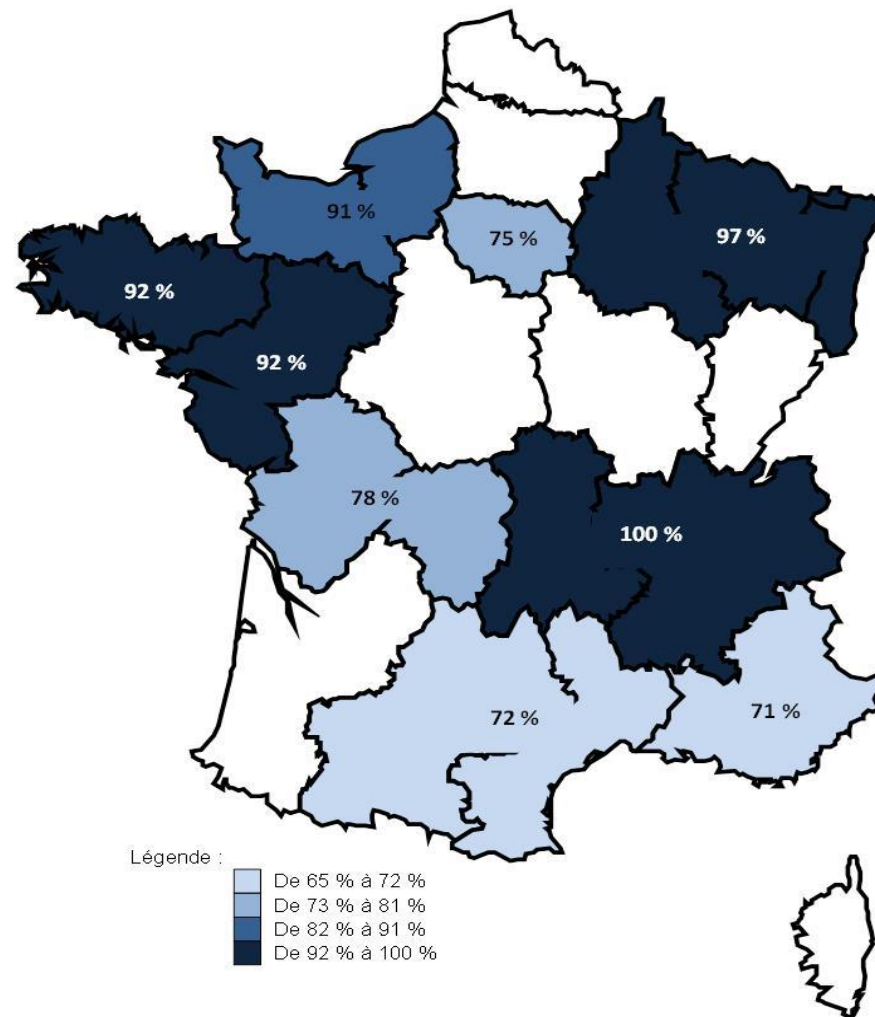 91 %
75 %
97 %
92 %
92 %
78 %
100 %
72 %
71 %
Légende :
De 65 % à 72 %
De 73 % à 81 %
De 82 % à 91 %
De 92 % à 100 %